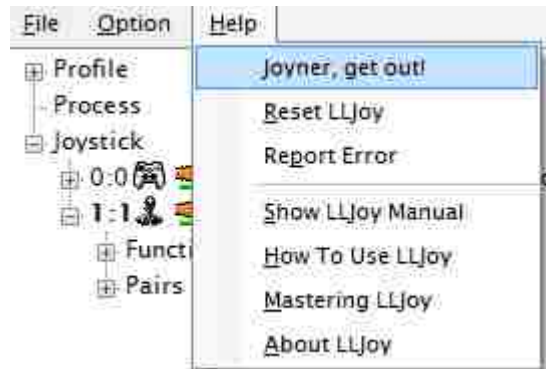 File Option Help
Profile
Process
Joystick
0:0
1:1
Functi
Pairs
Joyner, get out!
Reset LLJoy
Report Error
Show LLJoy Manual
How To Use LLJoy
Mastering LLJoy
About LLJoy